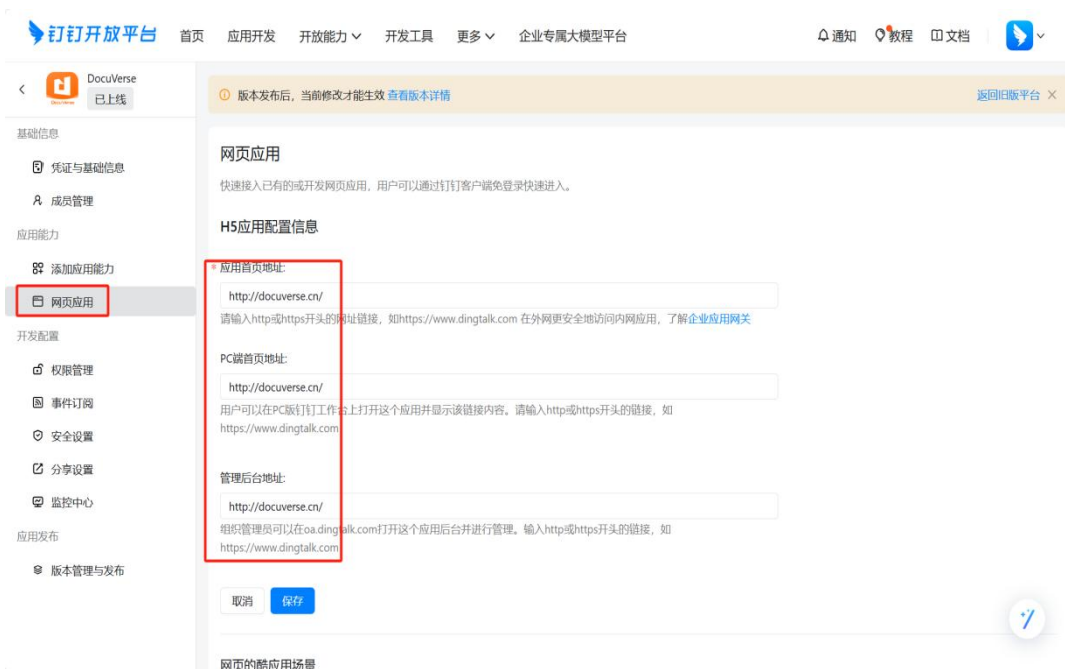 钉钉开放平台 首页 应用开发 开放能力 开发工具 更多 企业专属大模型平台 通知 教程 文档
DocuVerse
已上线
版本发布后，当前修改才能生效 查看版本详情 返回旧版平台
基础信息
凭证与基础信息
成员管理
应用能力
添加应用能力
网页应用
开发配置
权限管理
事件订阅
安全设置
分享设置
监控中心
应用发布
版本管理与发布
网页应用
快速接入已有的或开发网页应用，用户可以通过钉钉客户端免登录快速进入。
H5应用配置信息
* 应用首页地址:
http://docuverse.cn/
请输入http或https开头的网址链接，如https://www.dingtalk.com 在外网更安全地访问内网应用，了解企业应用网关
PC端首页地址:
http://docuverse.cn/
用户可以在PC版钉钉工作台上打开这个应用并显示该链接内容。请输入http或https开头的链接，如
https://www.dingtalk.com
管理后台地址:
http://docuverse.cn/
组织管理员可以在oa.dingtalk.com打开这个应用后台并进行管理。输入http或https开头的链接，如
https://www.dingtalk.com
取消 保存
网页的酷应用场景